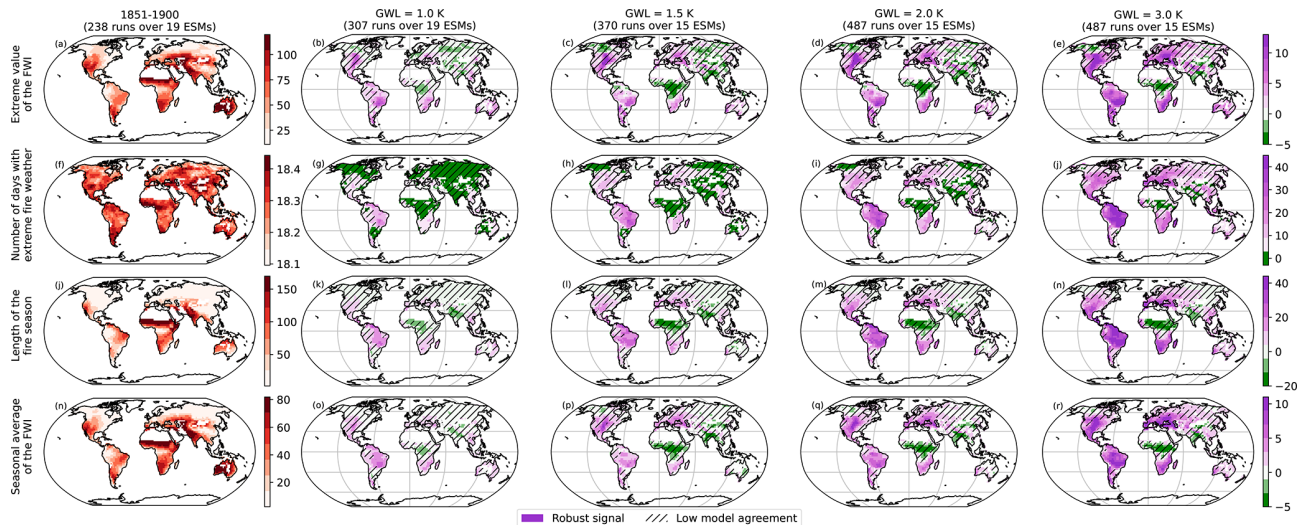 1851-1900
(238 runs over 19 ESMs)
GWL = 1.0 K
(307 runs over 19 ESMs)
GWL = 1.5 K
(370 runs over 15 ESMs)
GWL = 2.0 K
(487 runs over 15 ESMs)
GWL = 3.0 K
(487 runs over 15 ESMs)
Extreme value
of the FWI
(a)
100
75
50
25
(b)
(c)
(d)
(e)
10
5
0
−5
Number of days with
extreme fire weather
(f)
18.4
18.3
18.2
18.1
(g)
(h)
(i)
(j)
40
30
20
10
0
Length of the
fire season
(j)
150
100
50
(k)
(l)
(m)
(n)
40
20
0
−20
Seasonal average
of the FWI
(n)
80
60
40
20
(o)
(p)
(q)
(r)
10
5
0
−5
Robust signal
Low model agreement